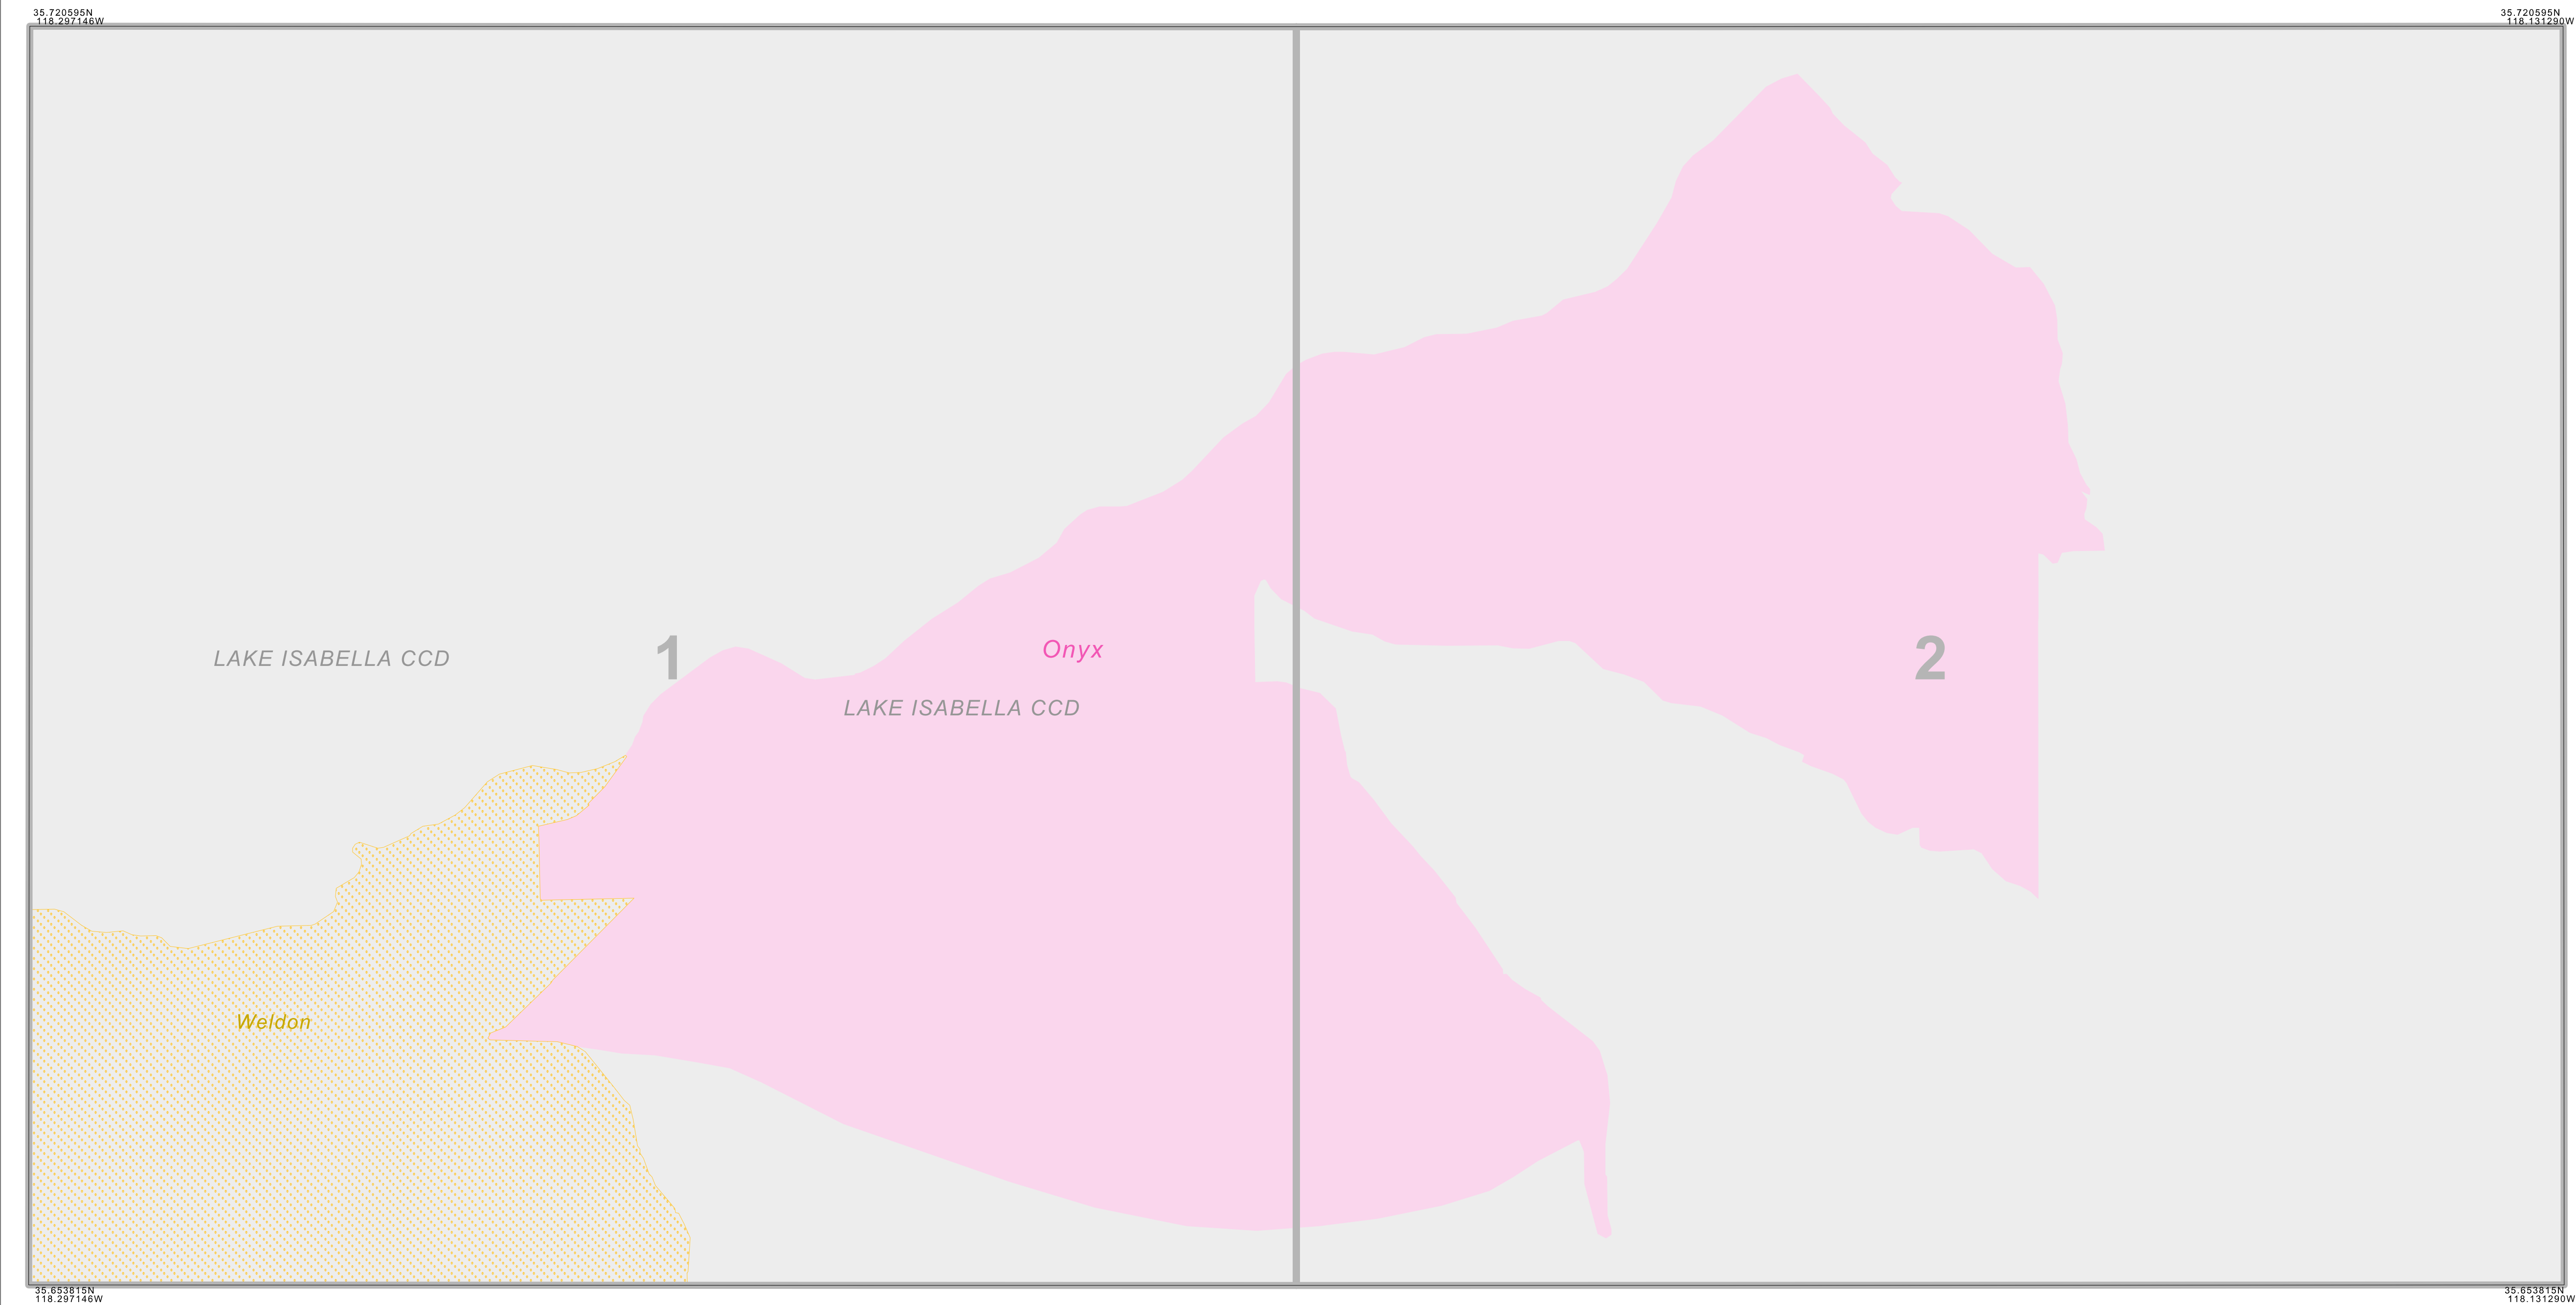 35.720595N
118.297146W
35.720595N
118.131290W
1
2
Onyx
LAKE ISABELLA CCD
LAKE ISABELLA CCD
Weldon
35.653815N
118.297146W
35.653815N
118.131290W